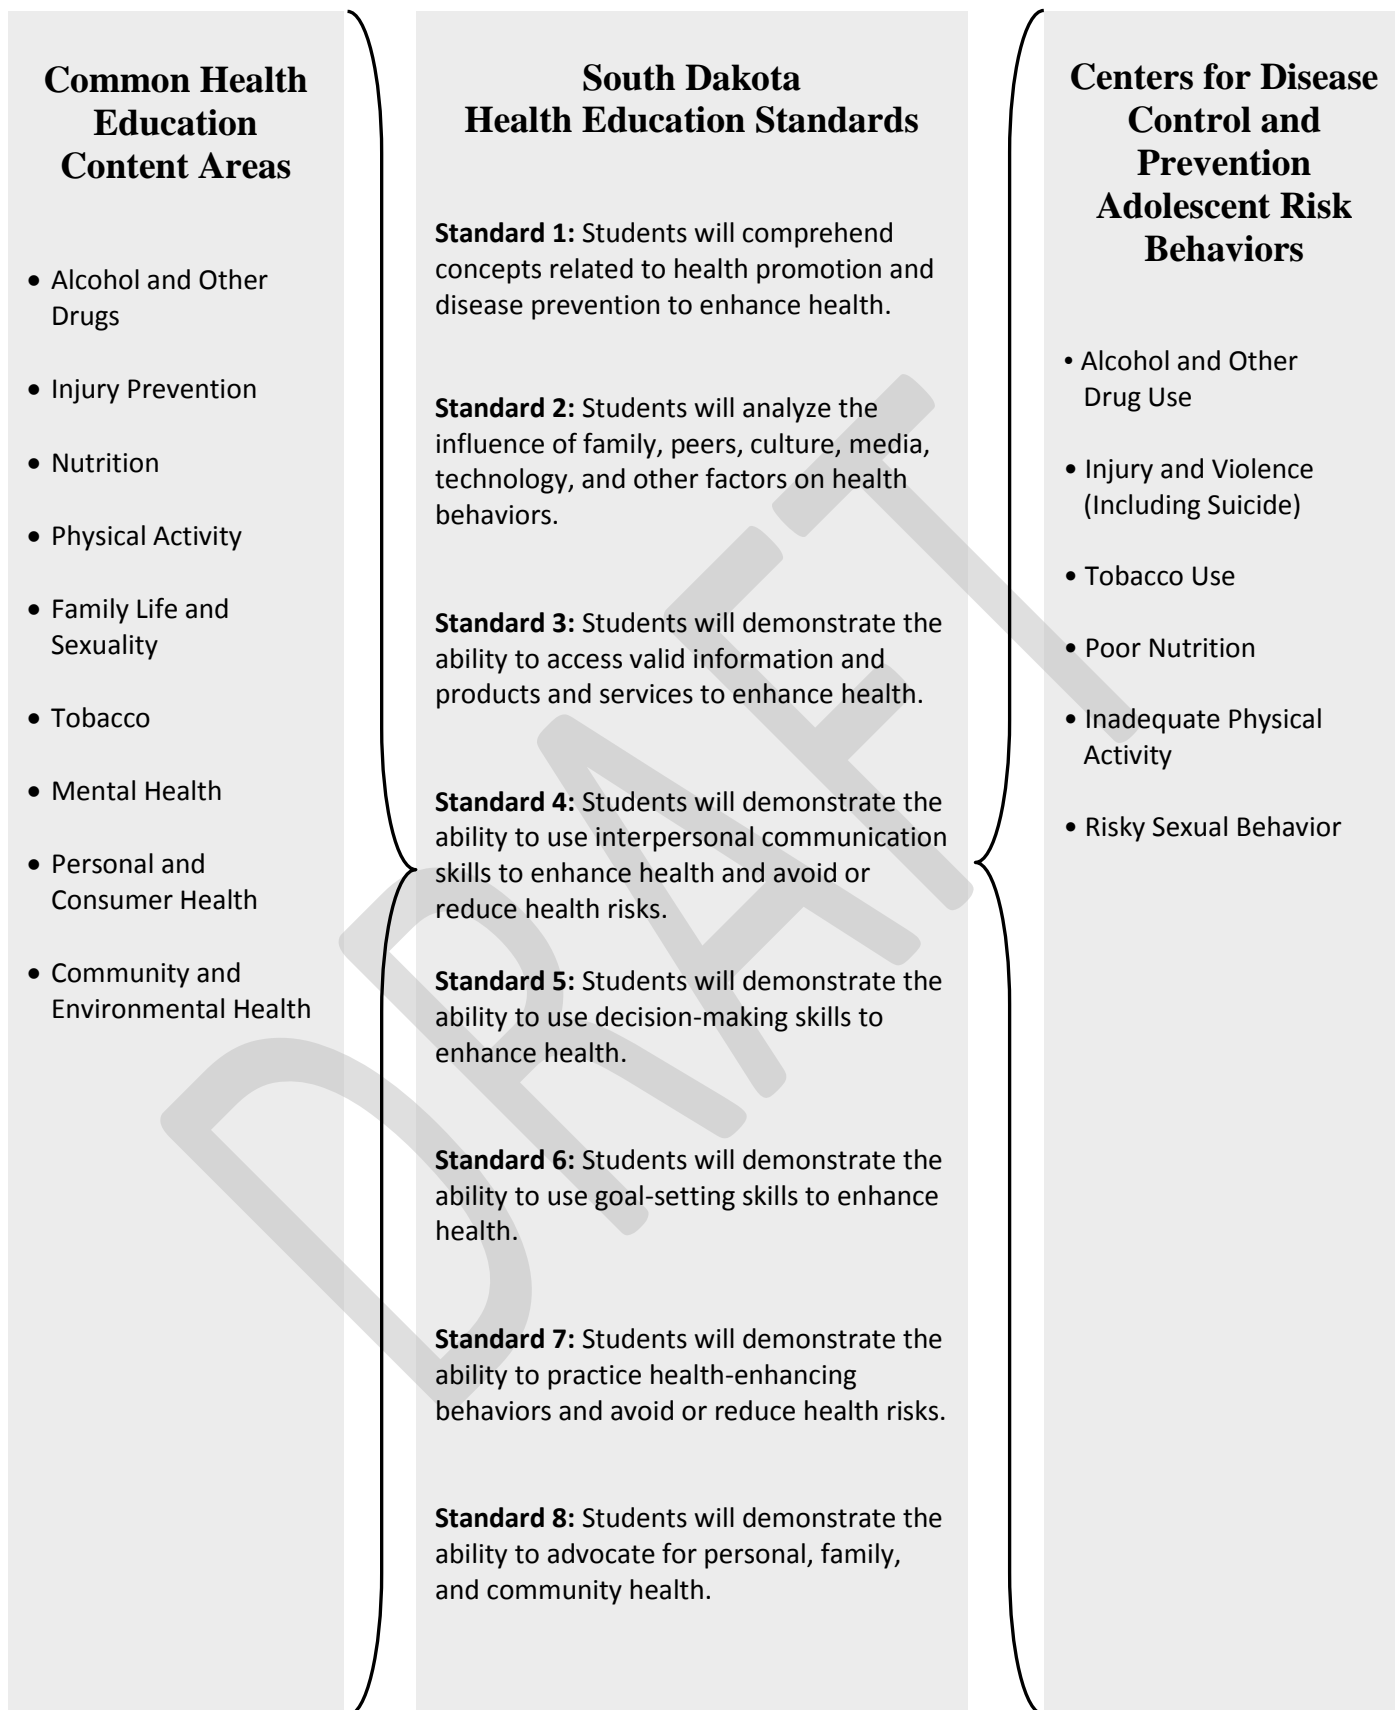 Common Health
Education
Content Areas
• Alcohol and Other
Drugs
• Injury Prevention
• Nutrition
• Physical Activity
• Family Life and
Sexuality
• Tobacco
• Mental Health
• Personal and
Consumer Health
• Community and
Environmental Health
South Dakota
Health Education Standards
Standard 1: Students will comprehend
concepts related to health promotion and
disease prevention to enhance health.
Standard 2: Students will analyze the
influence of family, peers, culture, media,
technology, and other factors on health
behaviors.
Standard 3: Students will demonstrate the
ability to access valid information and
products and services to enhance health.
Standard 4: Students will demonstrate the
ability to use interpersonal communication
skills to enhance health and avoid or
reduce health risks.
Standard 5: Students will demonstrate the
ability to use decision-making skills to
enhance health.
Standard 6: Students will demonstrate the
ability to use goal-setting skills to enhance
health.
Standard 7: Students will demonstrate the
ability to practice health-enhancing
behaviors and avoid or reduce health risks.
Standard 8: Students will demonstrate the
ability to advocate for personal, family,
and community health.
Centers for Disease
Control and
Prevention
Adolescent Risk
Behaviors
• Alcohol and Other
Drug Use
• Injury and Violence
(Including Suicide)
• Tobacco Use
• Poor Nutrition
• Inadequate Physical
Activity
• Risky Sexual Behavior
DRAFT